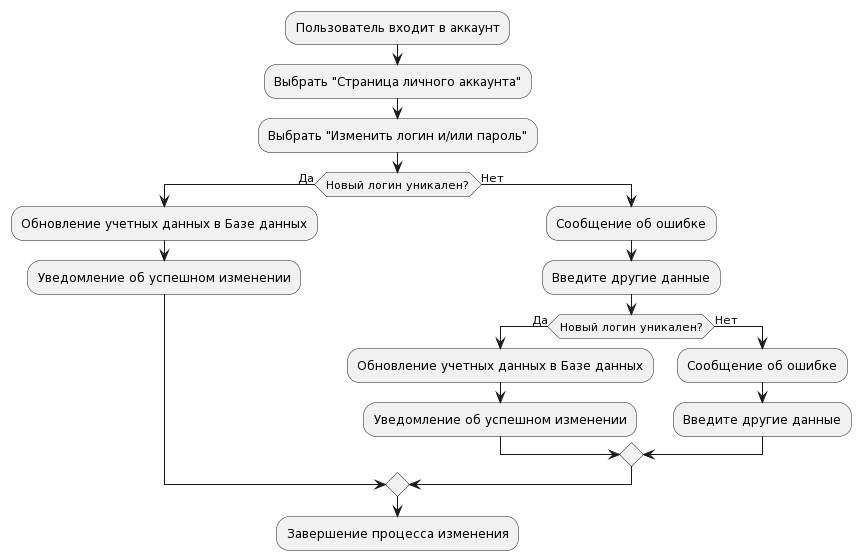 Пользователь входит в аккаунт
Выбрать "Страница личного аккаунта"
Выбрать "Изменить логин и/или пароль"
Да
Новый логин уникален?
Нет
Обновление учетных данных в Базе данных
Уведомление об успешном изменении
Сообщение об ошибке
Введите другие данные
Да
Новый логин уникален?
Нет
Обновление учетных данных в Базе данных
Уведомление об успешном изменении
Сообщение об ошибке
Введите другие данные
Завершение процесса изменения